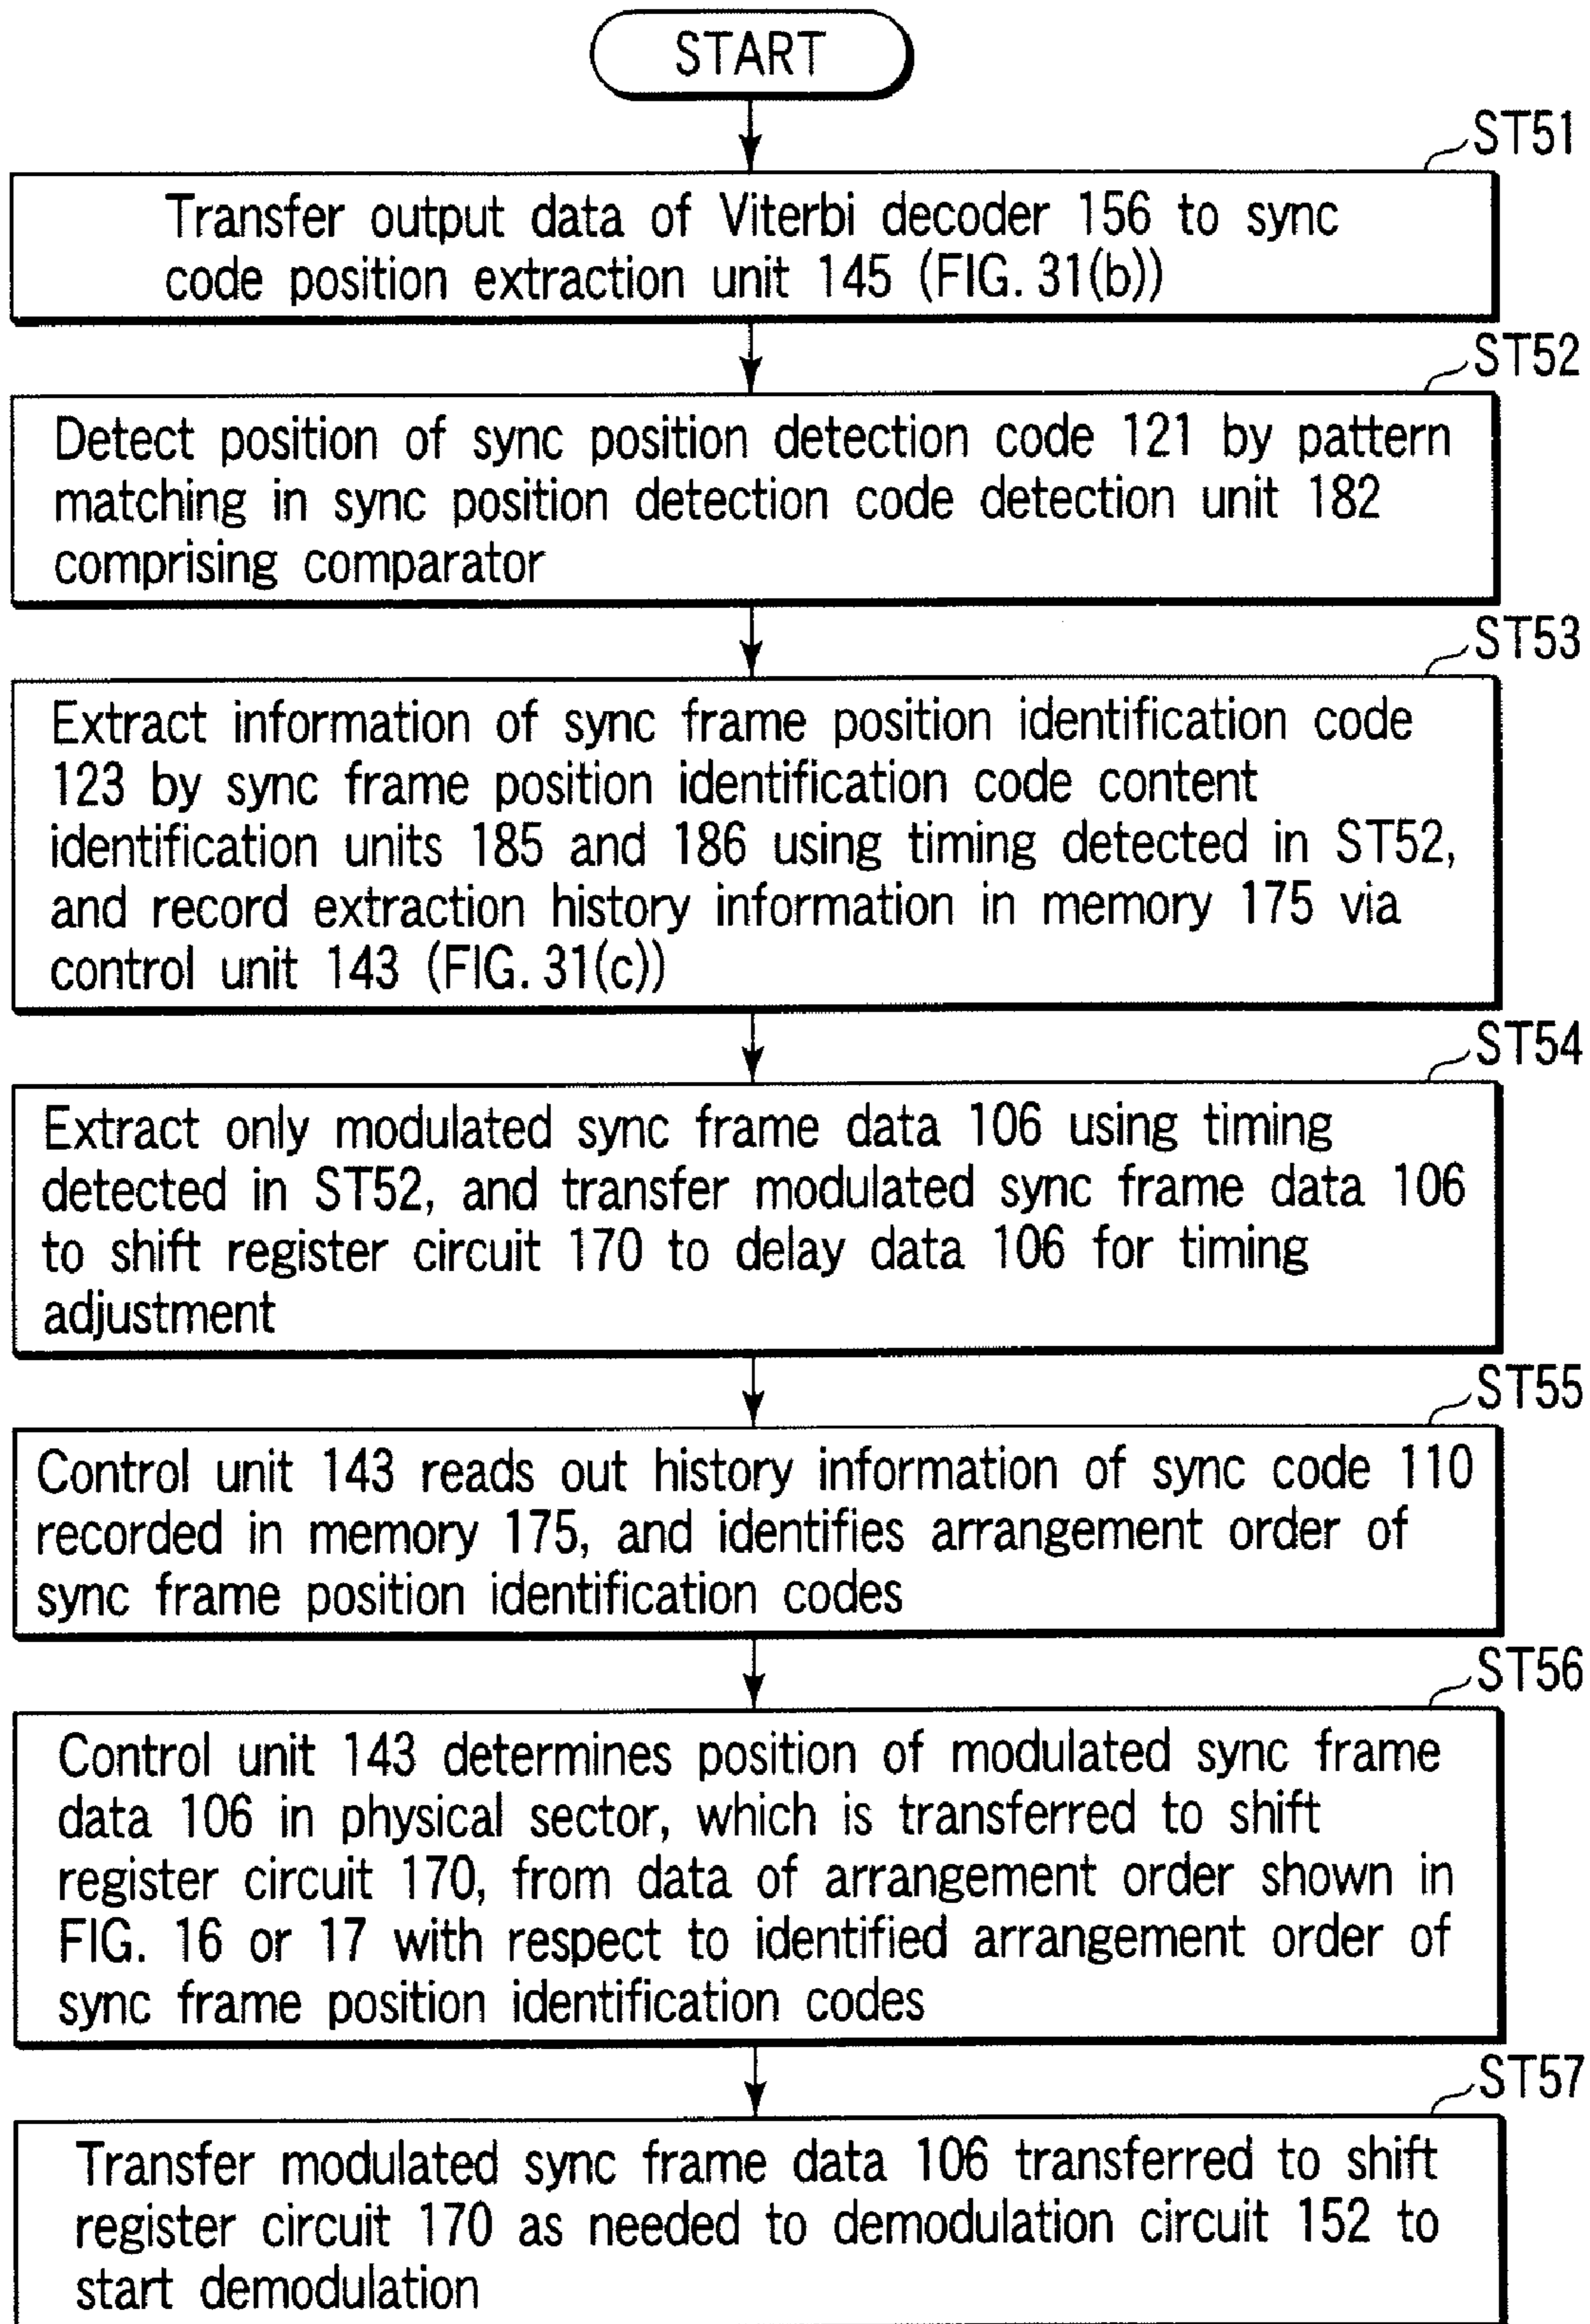 START
ST51
Transfer output data of Viterbi decoder 156 to sync
code position extraction unit 145 (FIG. 31(b))
ST52
Detect position of sync position detection code 121 by pattern
matching in sync position detection code detection unit 182
comprising comparator
ST53
Extract information of sync frame position identification code
123 by sync frame position identification code content
identification units 185 and 186 using timing detected in ST52,
and record extraction history information in memory 175 via
control unit 143 (FIG. 31(c))
ST54
Extract only modulated sync frame data 106 using timing
detected in ST52, and transfer modulated sync frame data 106
to shift register circuit 170 to delay data 106 for timing
adjustment
ST55
Control unit 143 reads out history information of sync code 110
recorded in memory 175, and identifies arrangement order of
sync frame position identification codes
ST56
Control unit 143 determines position of modulated sync frame
data 106 in physical sector, which is transferred to shift
register circuit 170, from data of arrangement order shown in
FIG. 16 or 17 with respect to identified arrangement order of
sync frame position identification codes
ST57
Transfer modulated sync frame data 106 transferred to shift
register circuit 170 as needed to demodulation circuit 152 to
start demodulation